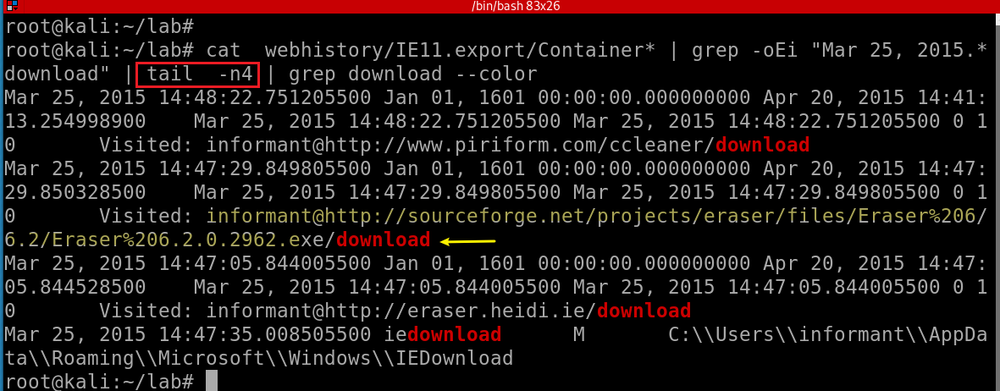 /bin/bash 83x26
root@kali:~/lab#
root@kali:~/lab# cat  webhistory/IE11.export/Container* | grep -oEi "Mar 25, 2015.*
download" | tail  -n4 | grep download --color
Mar 25, 2015 14:48:22.751205500 Jan 01, 1601 00:00:00.000000000 Apr 20, 2015 14:41:
13.254998900    Mar 25, 2015 14:48:22.751205500 Mar 25, 2015 14:48:22.751205500 0 1
0       Visited: informant@http://www.piriform.com/ccleaner/download
Mar 25, 2015 14:47:29.849805500 Jan 01, 1601 00:00:00.000000000 Apr 20, 2015 14:47:
29.850328500    Mar 25, 2015 14:47:29.849805500 Mar 25, 2015 14:47:29.849805500 0 1
0       Visited: informant@http://sourceforge.net/projects/eraser/files/Eraser%206/
6.2/Eraser%206.2.0.2962.exe/download
Mar 25, 2015 14:47:05.844005500 Jan 01, 1601 00:00:00.000000000 Apr 20, 2015 14:47:
05.844528500    Mar 25, 2015 14:47:05.844005500 Mar 25, 2015 14:47:05.844005500 0 1
0       Visited: informant@http://eraser.heidi.ie/download
Mar 25, 2015 14:47:35.008505500 iedownload      M       C:\\Users\\informant\\AppDa
ta\\Roaming\\Microsoft\\Windows\\IEDownload
root@kali:~/lab#